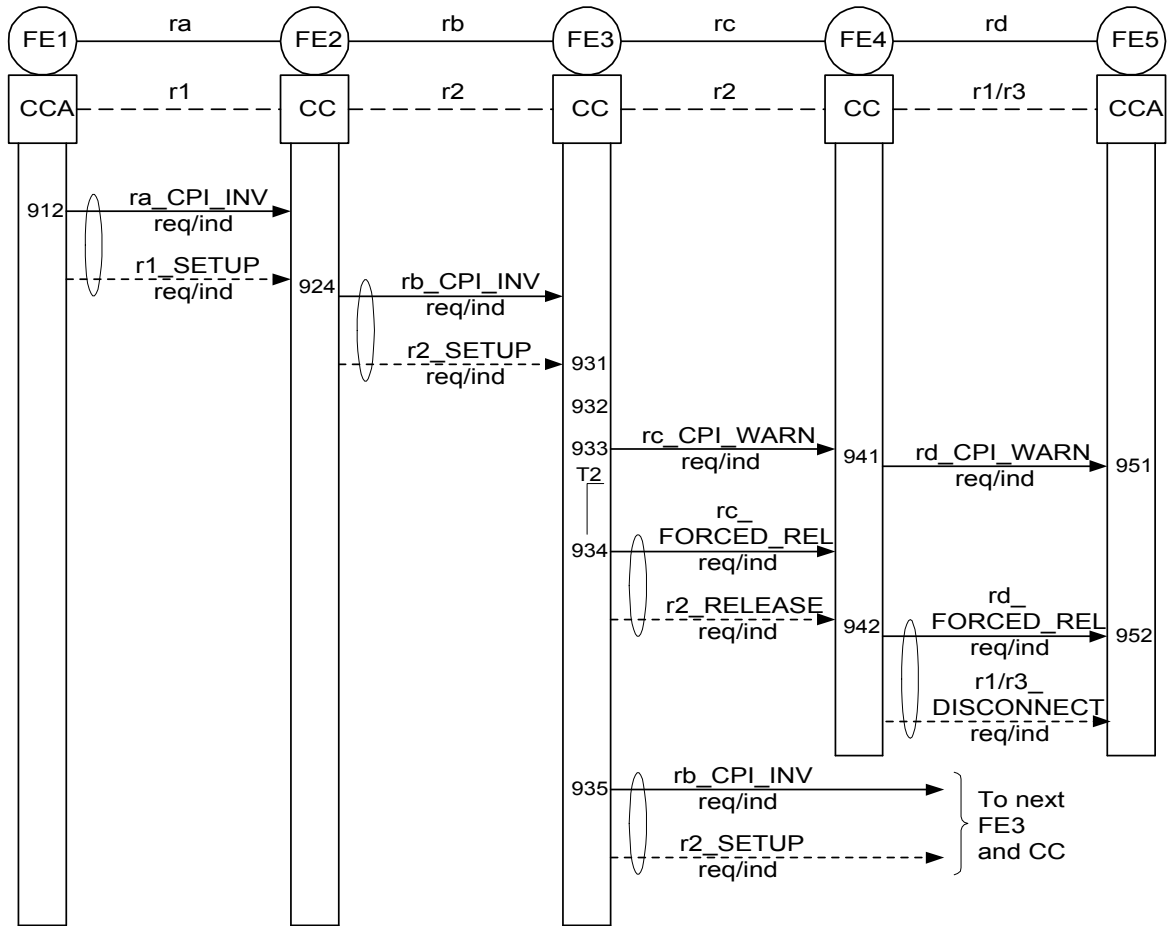 FE1
ra
FE2
rb
FE3
rc
FE4
rd
FE5
CCA
r1
CC
r2
CC
r2
CC
r1/r3
CCA
912
ra_CPI_INV
req/ind
r1_SETUP
req/ind
924
rb_CPI_INV
req/ind
r2_SETUP
req/ind
931
932
933
rc_CPI_WARN
req/ind
941
rd_CPI_WARN
req/ind
951
T2
934
rc_
FORCED_REL
req/ind
r2_RELEASE
req/ind
942
rd_
FORCED_REL
req/ind
952
r1/r3_
DISCONNECT
req/ind
935
rb_CPI_INV
req/ind
r2_SETUP
req/ind
To next
FE3
and CC